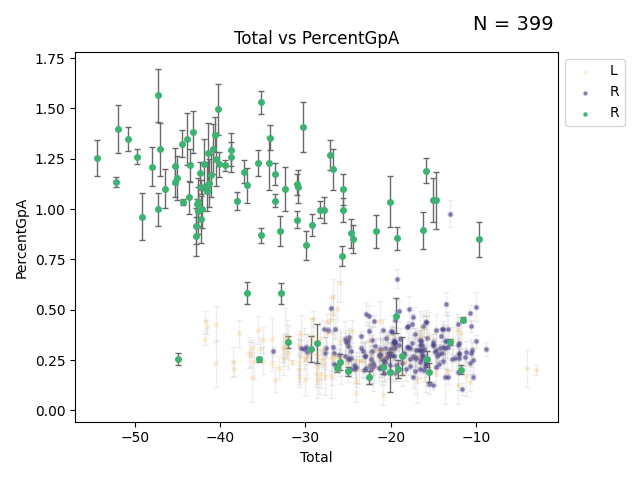 N = 399
Total vs PercentGpA
1.75
1.50
1.25
1.00
0.75
0.50
0.25
0.00
PercentGpA
−50
−40
−30
−20
−10
Total
L
R
R